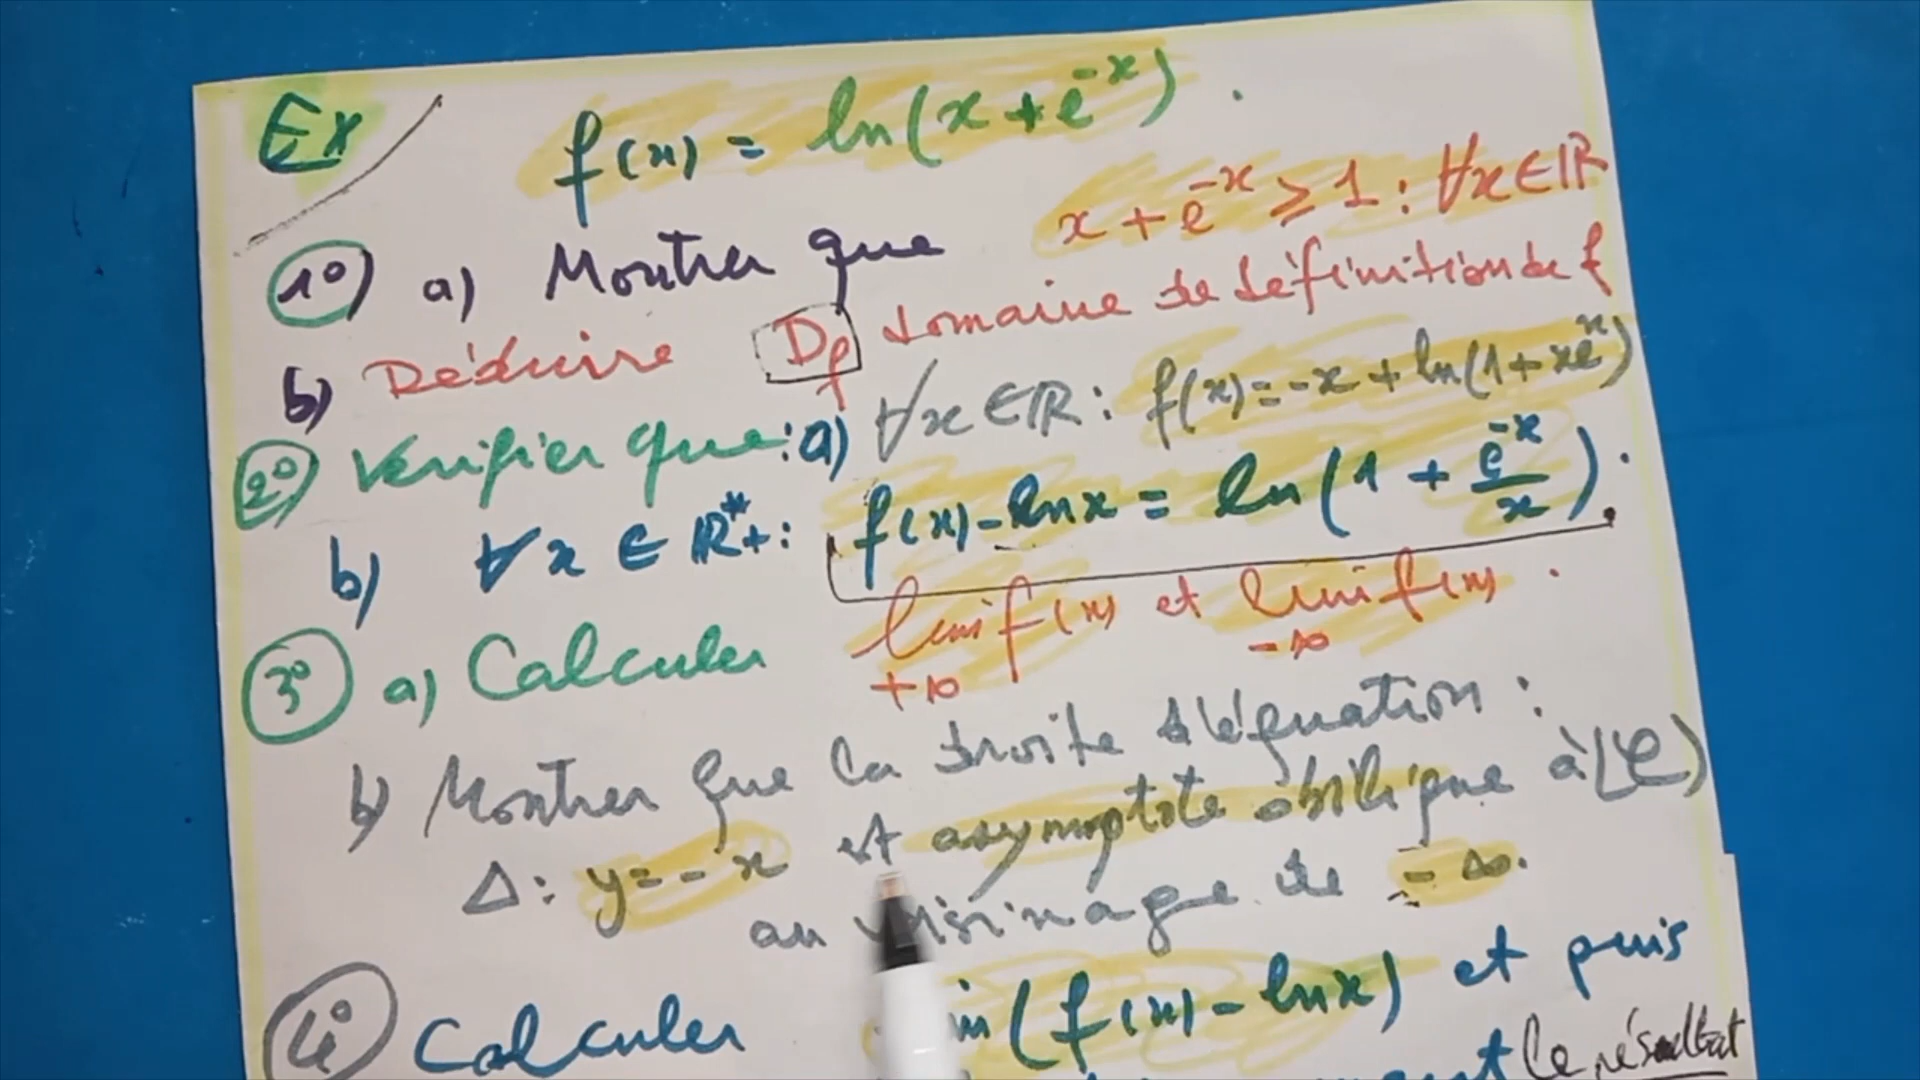 Ex f(x) = ln(x + e^-x).
1°) a) Montrer que x + e^-x ≥ 1 : ∀x∈ℝ
b) Déduire Df domaine de définition de f
2°) Vérifier que : a) ∀x∈ℝ : f(x) = -x + ln(1 + xe^x)
b) ∀x ∈ ℝ*+ : f(x) - lnx = ln(1 + e^-x/x).
3° a) Calculer lim f(x) et lim f(x).
+∞ -∞
b) Montrer que la droite d'équation :
Δ : y = -x est asymptote oblique à (C)
au voisinage de -∞.
4° Calculer (f(x) - lnx) et puis
le résultat